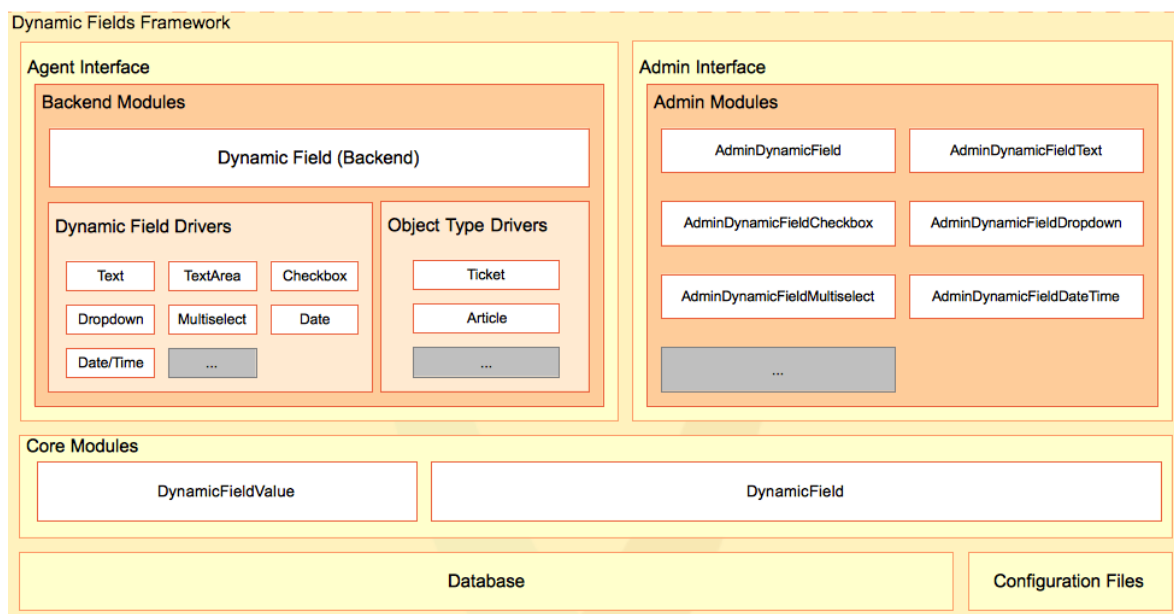 Dynamic Fields Framework
Agent Interface
Backend Modules
Dynamic Field (Backend)
Dynamic Field Drivers
Text
TextArea
Checkbox
Dropdown
Multiselect
Date
Date/Time
...
Object Type Drivers
Ticket
Article
...
Admin Interface
Admin Modules
AdminDynamicField
AdminDynamicFieldText
AdminDynamicFieldCheckbox
AdminDynamicFieldDropdown
AdminDynamicFieldMultiselect
AdminDynamicFieldDateTime
...
Core Modules
DynamicFieldValue
DynamicField
Database
Configuration Files